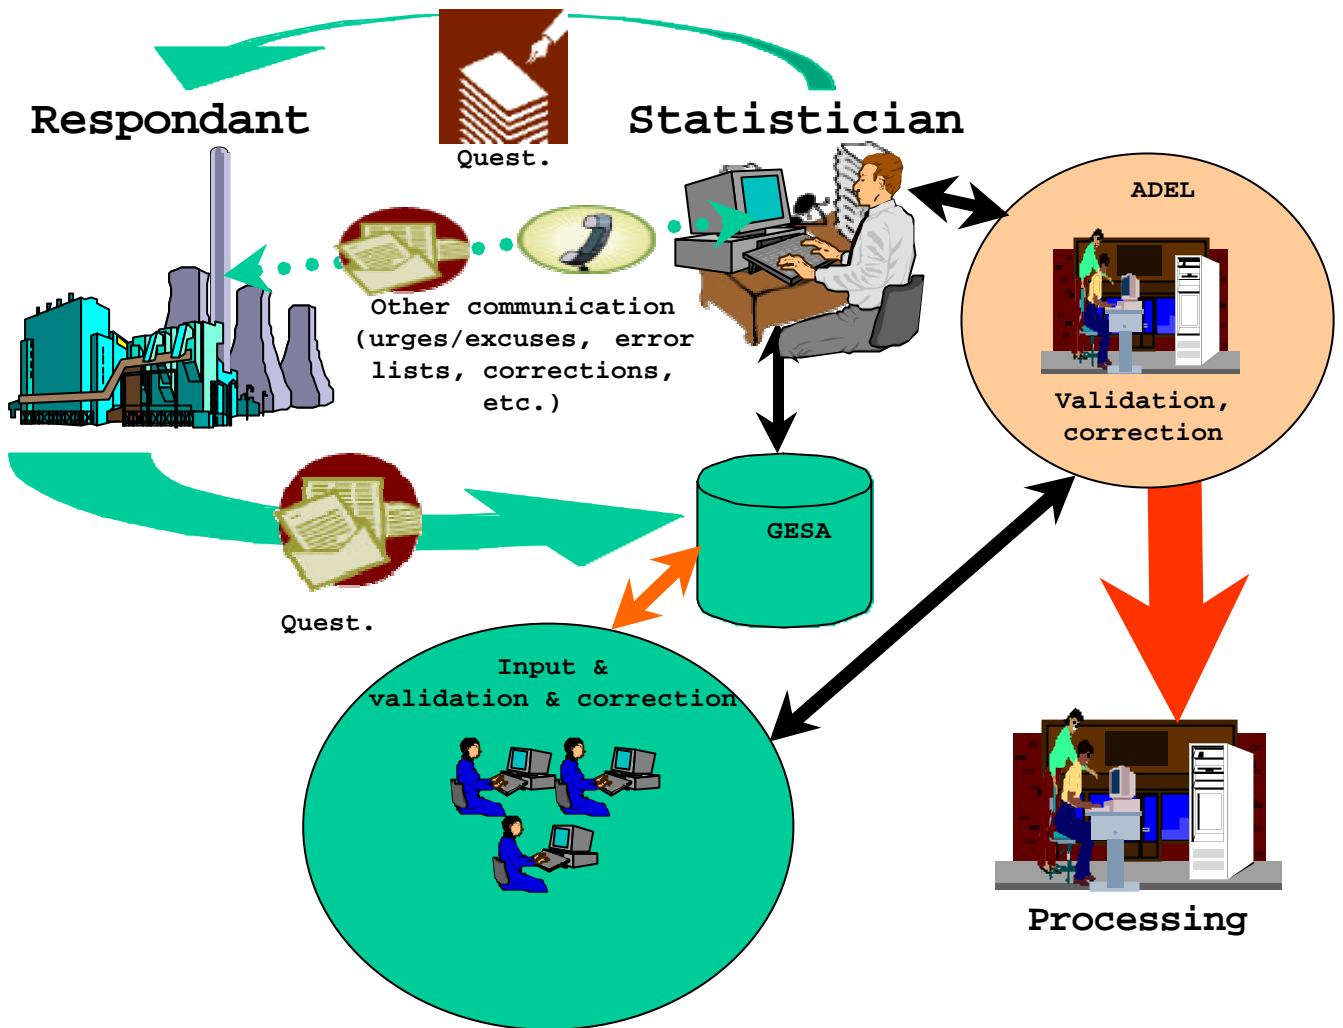 Respondant
Statistician
Quest.
ADEL
Other communication
(urges/excuses, error
lists, corrections,
etc.)
Validation,
correction
GESA
Quest.
Input &
validation & correction
Processing